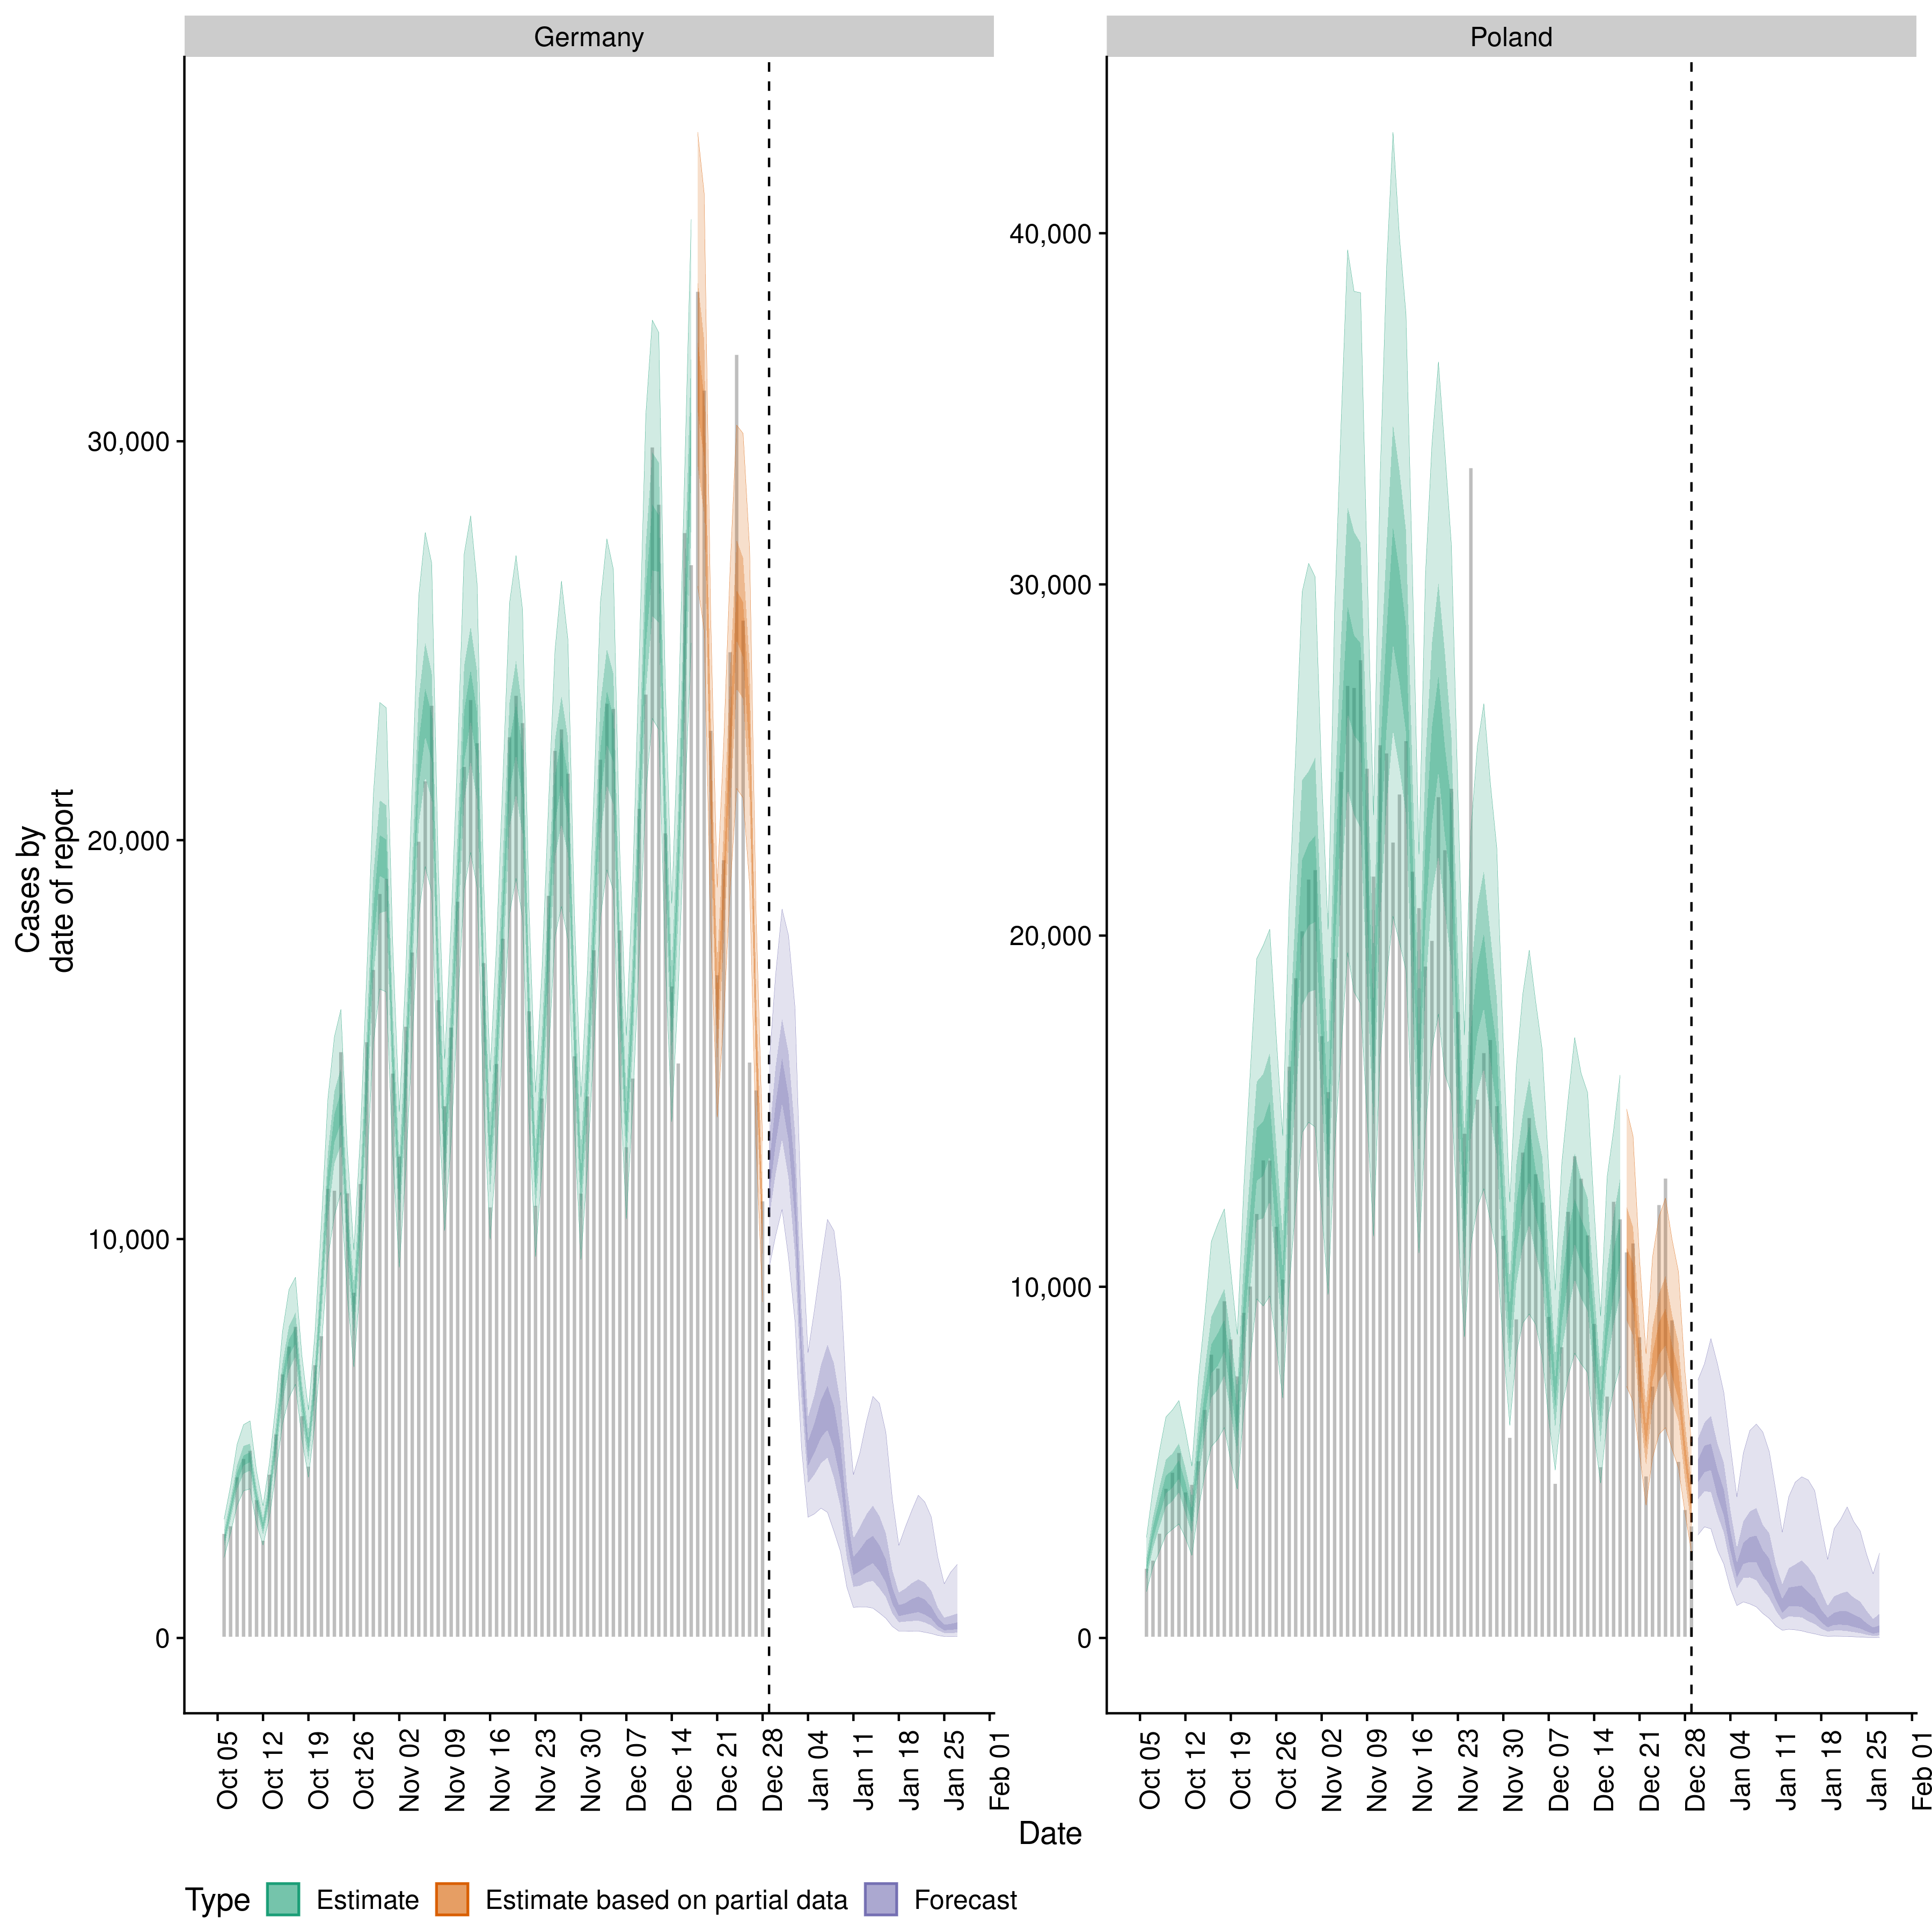 Germany
Poland
Cases by
date of report
30,000
20,000
10,000
0
40,000
30,000
20,000
10,000
0
Oct 05
Oct 12
Oct 19
Oct 26
Nov 02
Nov 09
Nov 16
Nov 23
Nov 30
Dec 07
Dec 14
Dec 21
Dec 28
Jan 04
Jan 11
Jan 18
Jan 25
Feb 01
Oct 05
Oct 12
Oct 19
Oct 26
Nov 02
Nov 09
Nov 16
Nov 23
Nov 30
Dec 07
Dec 14
Dec 21
Dec 28
Jan 04
Jan 11
Jan 18
Jan 25
Feb 01
Date
Type Estimate Estimate based on partial data Forecast